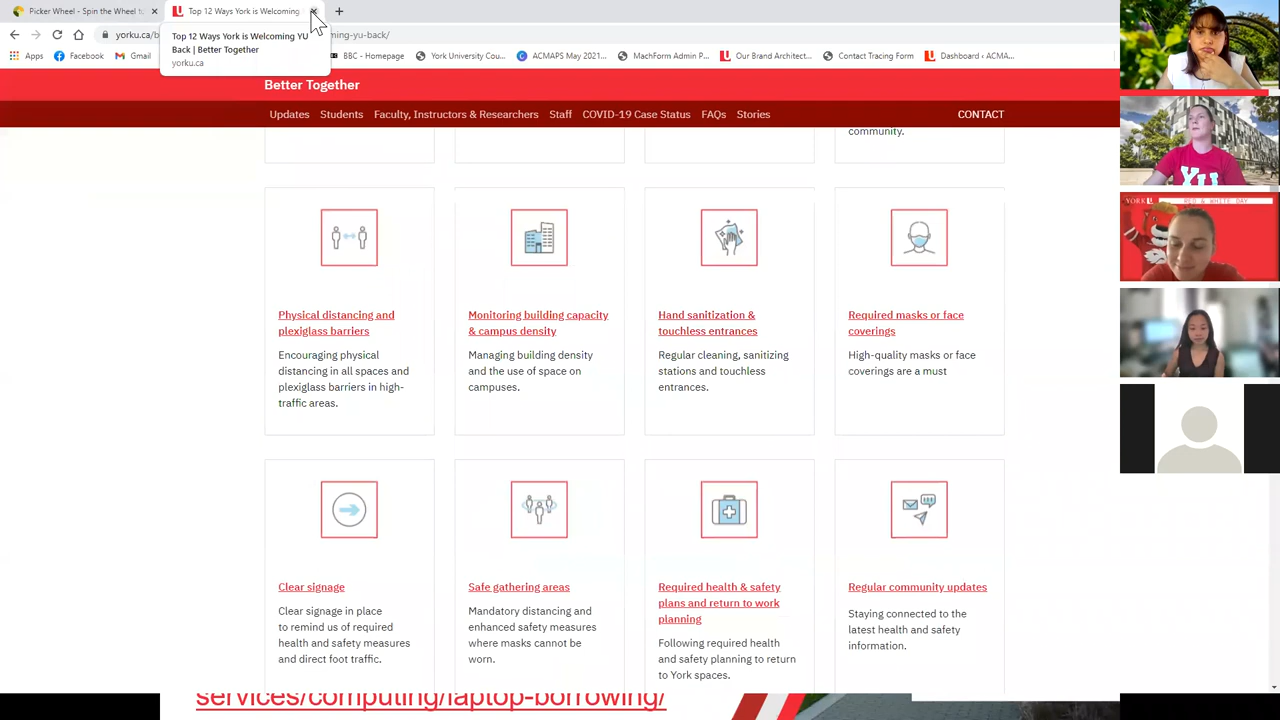 Picker Wheel - Spin the Wheel to
Top 12 Ways York is Welcoming
yorku.ca/b
ming-yu-back/
Top 12 Ways York is Welcoming YU
Back | Better Together
yorku.ca
Apps
Facebook
Gmail
BBC - Homepage
York University Cou...
ACMAPS May 2021...
MachForm Admin P...
Our Brand Architect...
Contact Tracing Form
Dashboard ‹ ACMA...
Better Together
Updates
Students
Faculty, Instructors & Researchers
Staff
COVID-19 Case Status
FAQs
Stories
CONTACT
community.
Physical distancing and
plexiglass barriers
Encouraging physical
distancing in all spaces and
plexiglass barriers in high-
traffic areas.
Monitoring building capacity
& campus density
Managing building density
and the use of space on
campuses.
Hand sanitization &
touchless entrances
Regular cleaning, sanitizing
stations and touchless
entrances.
Required masks or face
coverings
High-quality masks or face
coverings are a must
Clear signage
Clear signage in place
to remind us of required
health and safety measures
and direct foot traffic.
Safe gathering areas
Mandatory distancing and
enhanced safety measures
where masks cannot be
worn.
Required health & safety
plans and return to work
planning
Following required health
and safety planning to return
to York spaces.
Regular community updates
Staying connected to the
latest health and safety
information.
services/computing/laptop-borrowing/
YU
YORK U
RED & WHITE DAY